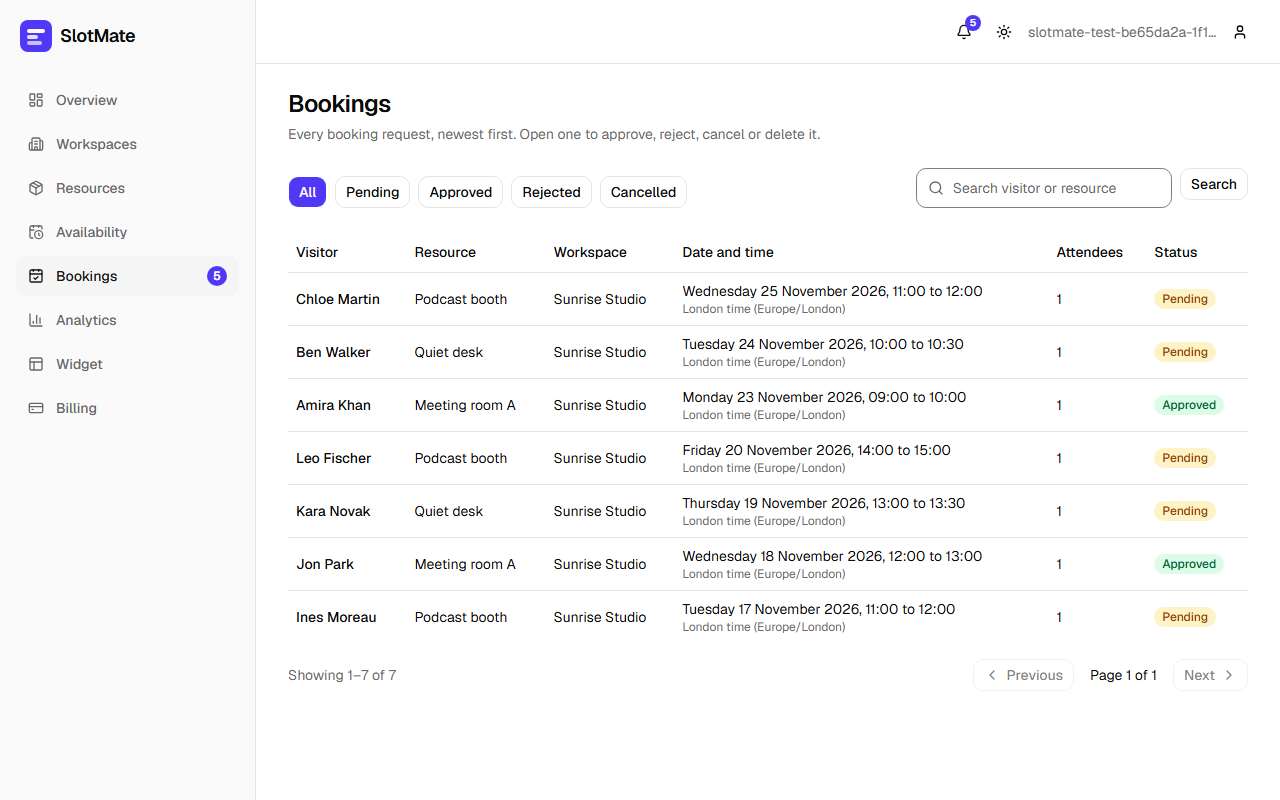 SlotMate
5
slotmate-test-be65da2a-1f1…
Overview
Workspaces
Resources
Availability
Bookings 5
Analytics
Widget
Billing
Bookings
Every booking request, newest first. Open one to approve, reject, cancel or delete it.
All Pending Approved Rejected Cancelled Search visitor or resource Search
Visitor Resource Workspace Date and time Attendees Status
Chloe Martin Podcast booth Sunrise Studio Wednesday 25 November 2026, 11:00 to 12:00 1 Pending
London time (Europe/London)
Ben Walker Quiet desk Sunrise Studio Tuesday 24 November 2026, 10:00 to 10:30 1 Pending
London time (Europe/London)
Amira Khan Meeting room A Sunrise Studio Monday 23 November 2026, 09:00 to 10:00 1 Approved
London time (Europe/London)
Leo Fischer Podcast booth Sunrise Studio Friday 20 November 2026, 14:00 to 15:00 1 Pending
London time (Europe/London)
Kara Novak Quiet desk Sunrise Studio Thursday 19 November 2026, 13:00 to 13:30 1 Pending
London time (Europe/London)
Jon Park Meeting room A Sunrise Studio Wednesday 18 November 2026, 12:00 to 13:00 1 Approved
London time (Europe/London)
Ines Moreau Podcast booth Sunrise Studio Tuesday 17 November 2026, 11:00 to 12:00 1 Pending
London time (Europe/London)
Showing 1–7 of 7 Previous Page 1 of 1 Next